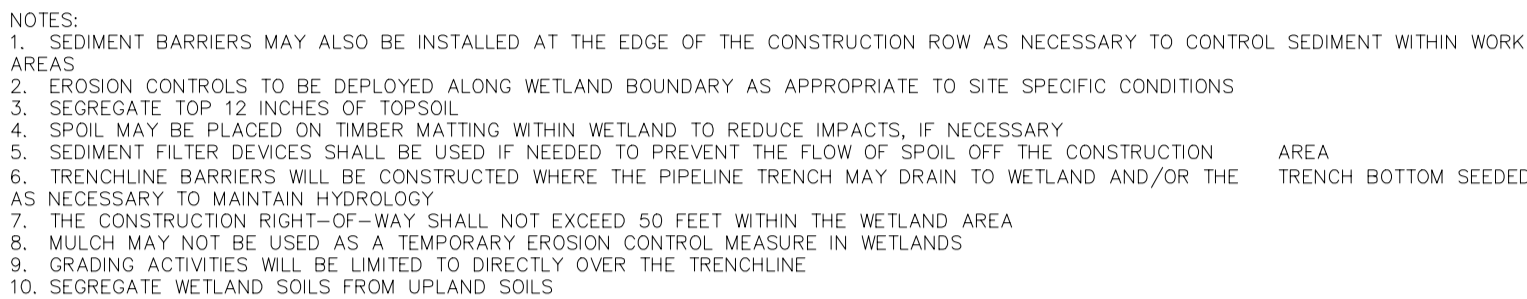 NOTES:
1. SEDIMENT BARRIERS MAY ALSO BE INSTALLED AT THE EDGE OF THE CONSTRUCTION ROW AS NECESSARY TO CONTROL SEDIMENT WITHIN WORK
AREAS
2. EROSION CONTROLS TO BE DEPLOYED ALONG WETLAND BOUNDARY AS APPROPRIATE TO SITE SPECIFIC CONDITIONS
3. SEGREGATE TOP 12 INCHES OF TOPSOIL
4. SPOIL MAY BE PLACED ON TIMBER MATTING WITHIN WETLAND TO REDUCE IMPACTS, IF NECESSARY
5. SEDIMENT FILTER DEVICES SHALL BE USED IF NEEDED TO PREVENT THE FLOW OF SPOIL OFF THE CONSTRUCTION AREA
6. TRENCHLINE BARRIERS WILL BE CONSTRUCTED WHERE THE PIPELINE TRENCH MAY DRAIN TO WETLAND AND/OR THE TRENCH BOTTOM SEEDED
AS NECESSARY TO MAINTAIN HYDROLOGY
7. THE CONSTRUCTION RIGHT-OF-WAY SHALL NOT EXCEED 50 FEET WITHIN THE WETLAND AREA
8. MULCH MAY NOT BE USED AS A TEMPORARY EROSION CONTROL MEASURE IN WETLANDS
9. GRADING ACTIVITIES WILL BE LIMITED TO DIRECTLY OVER THE TRENCHLINE
10. SEGREGATE WETLAND SOILS FROM UPLAND SOILS